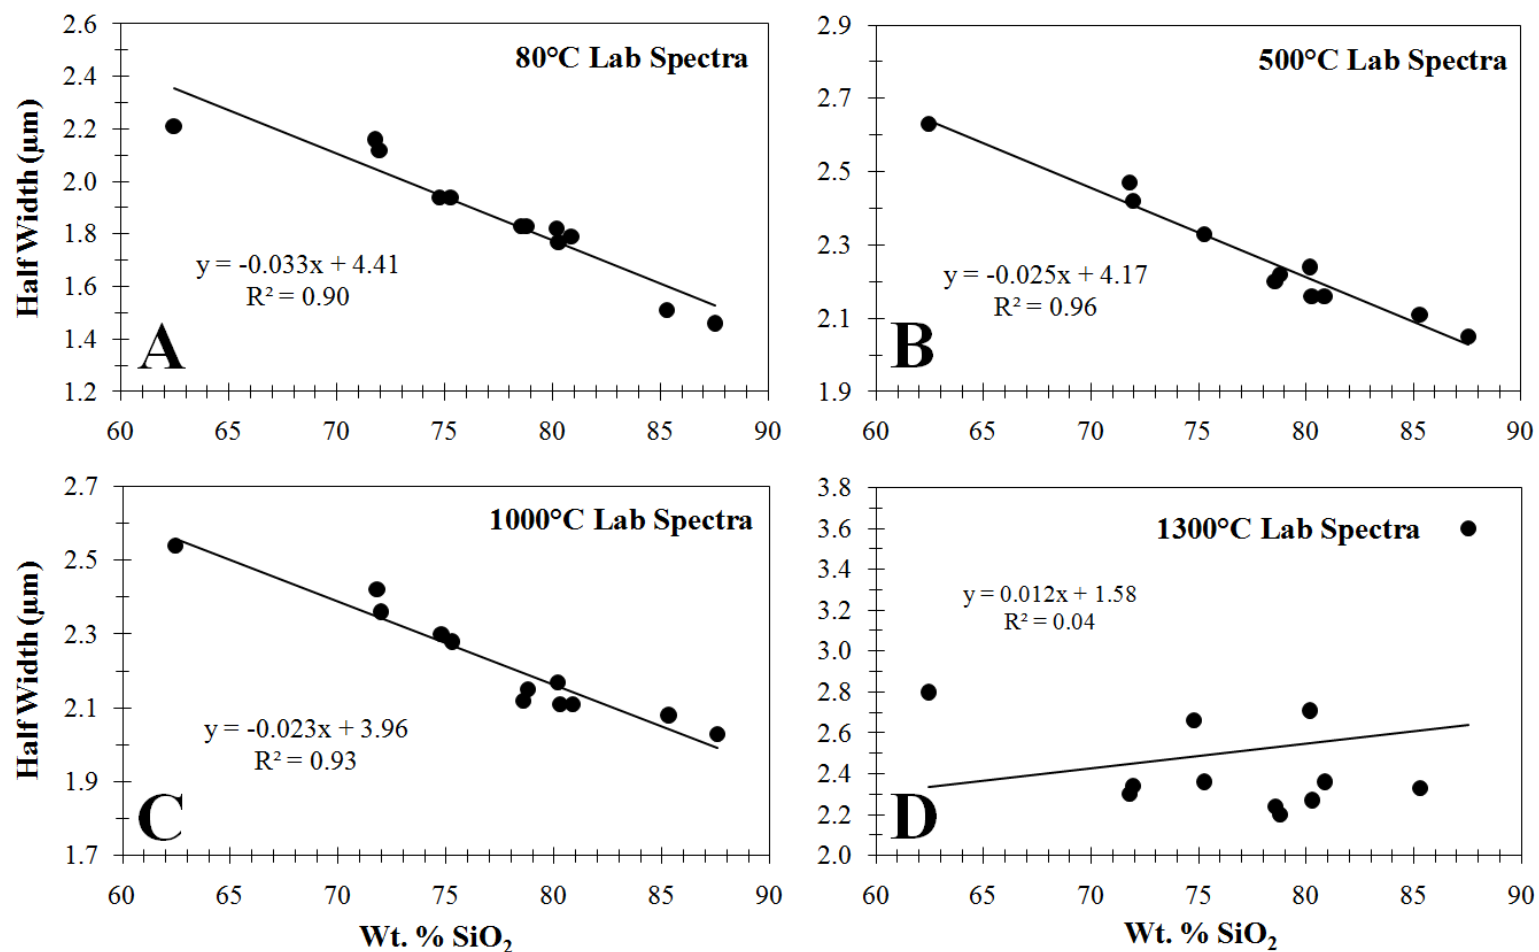 80°C Lab Spectra
2.6
2.4
2.2
2.0
1.8
1.6
1.4
1.2
Half Width (µm)
y = -0.033x + 4.41
R² = 0.90
A
60 65 70 75 80 85 90
500°C Lab Spectra
2.9
2.7
2.5
2.3
2.1
1.9
y = -0.025x + 4.17
R² = 0.96
B
60 65 70 75 80 85 90
1000°C Lab Spectra
2.7
2.5
2.3
2.1
1.9
1.7
Half Width (µm)
y = -0.023x + 3.96
R² = 0.93
C
60 65 70 75 80 85 90
Wt. % SiO₂
1300°C Lab Spectra
3.8
3.6
3.4
3.2
3.0
2.8
2.6
2.4
2.2
2.0
y = 0.012x + 1.58
R² = 0.04
D
60 65 70 75 80 85 90
Wt. % SiO₂